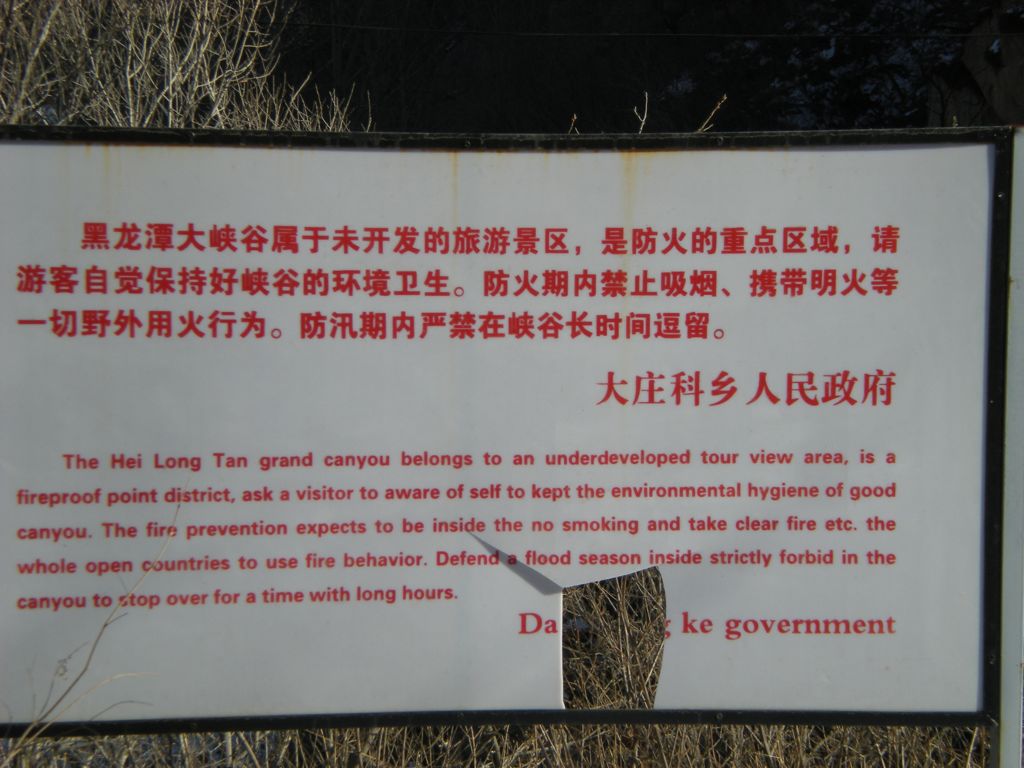 黑龙潭大峡谷属于未开发的旅游景区，是防火的重点区域，请
游客自觉保持好峡谷的环境卫生。防火期内禁止吸烟、携带明火等
一切野外用火行为。防汛期内严禁在峡谷长时间逗留。
大庄科乡人民政府
The Hei Long Tan grand canyou belongs to an underdeveloped tour view area, is a
fireproof point district, ask a visitor to aware of self to kept the environmental hygiene of good
canyou. The fire prevention expects to be inside the no smoking and take clear fire etc. the
whole open countries to use fire behavior. Defend a flood season inside strictly forbid in the
canyou to stop over for a time with long hours.
ke government